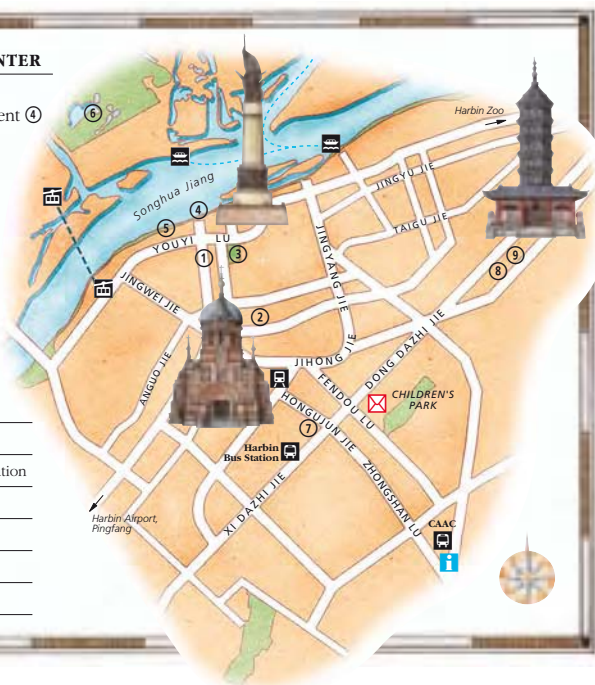 NTER
ent ④
⑥
Harbin Zoo
Songhua Jiang
JINGYU JIE
TAIGU JIE
④
⑤
YOUYI LU
①
③
JINGYANG JIE
⑨
⑧
JINGWEI JIE
②
ANGUO JIE
JIHONG JIE
DONG DAZHI JIE
FENDOU LU
CHILDREN'S
PARK
HONGJUN JIE
⑦
Harbin
Bus Station
ation
XI DAZHI JIE
ZHONGSHAN LU
Harbin Airport,
Pingfang
CAAC
i